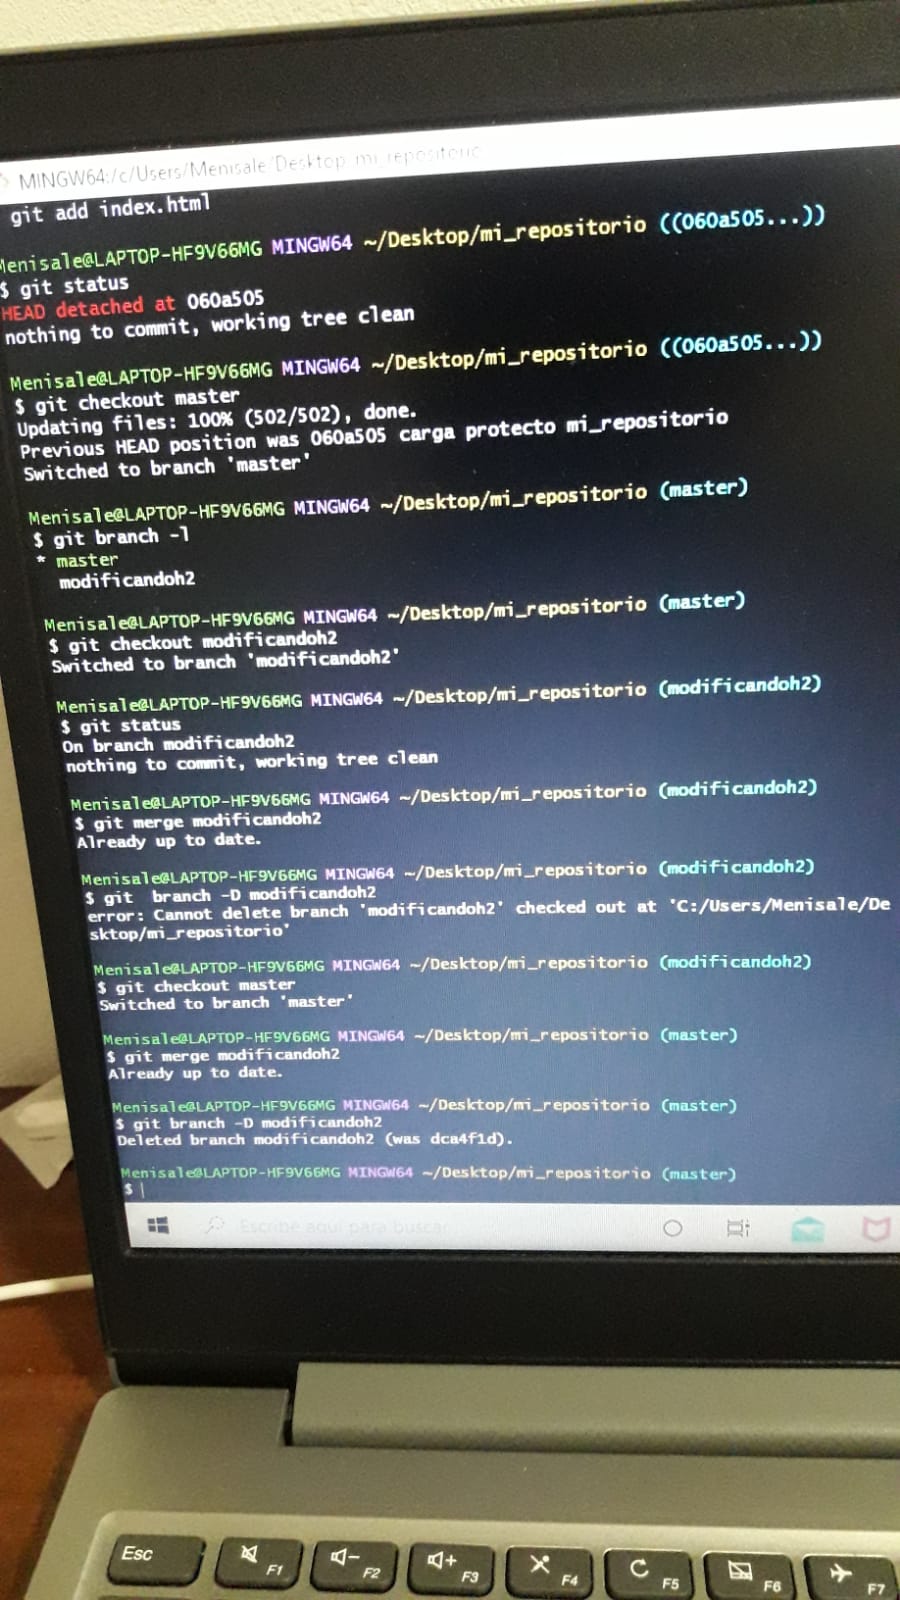 MINGW64:/c/Users/Menisale/Desktop/mi_repositorio
git add index.html
Menisale@LAPTOP-HF9V66MG MINGW64 ~/Desktop/mi_repositorio ((060a505...))
$ git status
HEAD detached at 060a505
nothing to commit, working tree clean
Menisale@LAPTOP-HF9V66MG MINGW64 ~/Desktop/mi_repositorio ((060a505...))
$ git checkout master
Updating files: 100% (502/502), done.
Previous HEAD position was 060a505 carga protecto mi_repositorio
Switched to branch 'master'
Menisale@LAPTOP-HF9V66MG MINGW64 ~/Desktop/mi_repositorio (master)
$ git branch -l
* master
modificandoh2
Menisale@LAPTOP-HF9V66MG MINGW64 ~/Desktop/mi_repositorio (master)
$ git checkout modificandoh2
Switched to branch 'modificandoh2'
Menisale@LAPTOP-HF9V66MG MINGW64 ~/Desktop/mi_repositorio (modificandoh2)
$ git status
On branch modificandoh2
nothing to commit, working tree clean
Menisale@LAPTOP-HF9V66MG MINGW64 ~/Desktop/mi_repositorio (modificandoh2)
$ git merge modificandoh2
Already up to date.
Menisale@LAPTOP-HF9V66MG MINGW64 ~/Desktop/mi_repositorio (modificandoh2)
$ git  branch -D modificandoh2
error: Cannot delete branch 'modificandoh2' checked out at 'C:/Users/Menisale/De
sktop/mi_repositorio'
Menisale@LAPTOP-HF9V66MG MINGW64 ~/Desktop/mi_repositorio (modificandoh2)
$ git checkout master
Switched to branch 'master'
Menisale@LAPTOP-HF9V66MG MINGW64 ~/Desktop/mi_repositorio (master)
$ git merge modificandoh2
Already up to date.
Menisale@LAPTOP-HF9V66MG MINGW64 ~/Desktop/mi_repositorio (master)
$ git branch -D modificandoh2
Deleted branch modificandoh2 (was dca4f1d).
Menisale@LAPTOP-HF9V66MG MINGW64 ~/Desktop/mi_repositorio (master)
$
Escribe aquí para buscar
Esc F1 F2 F3 F4 F5 F6 F7